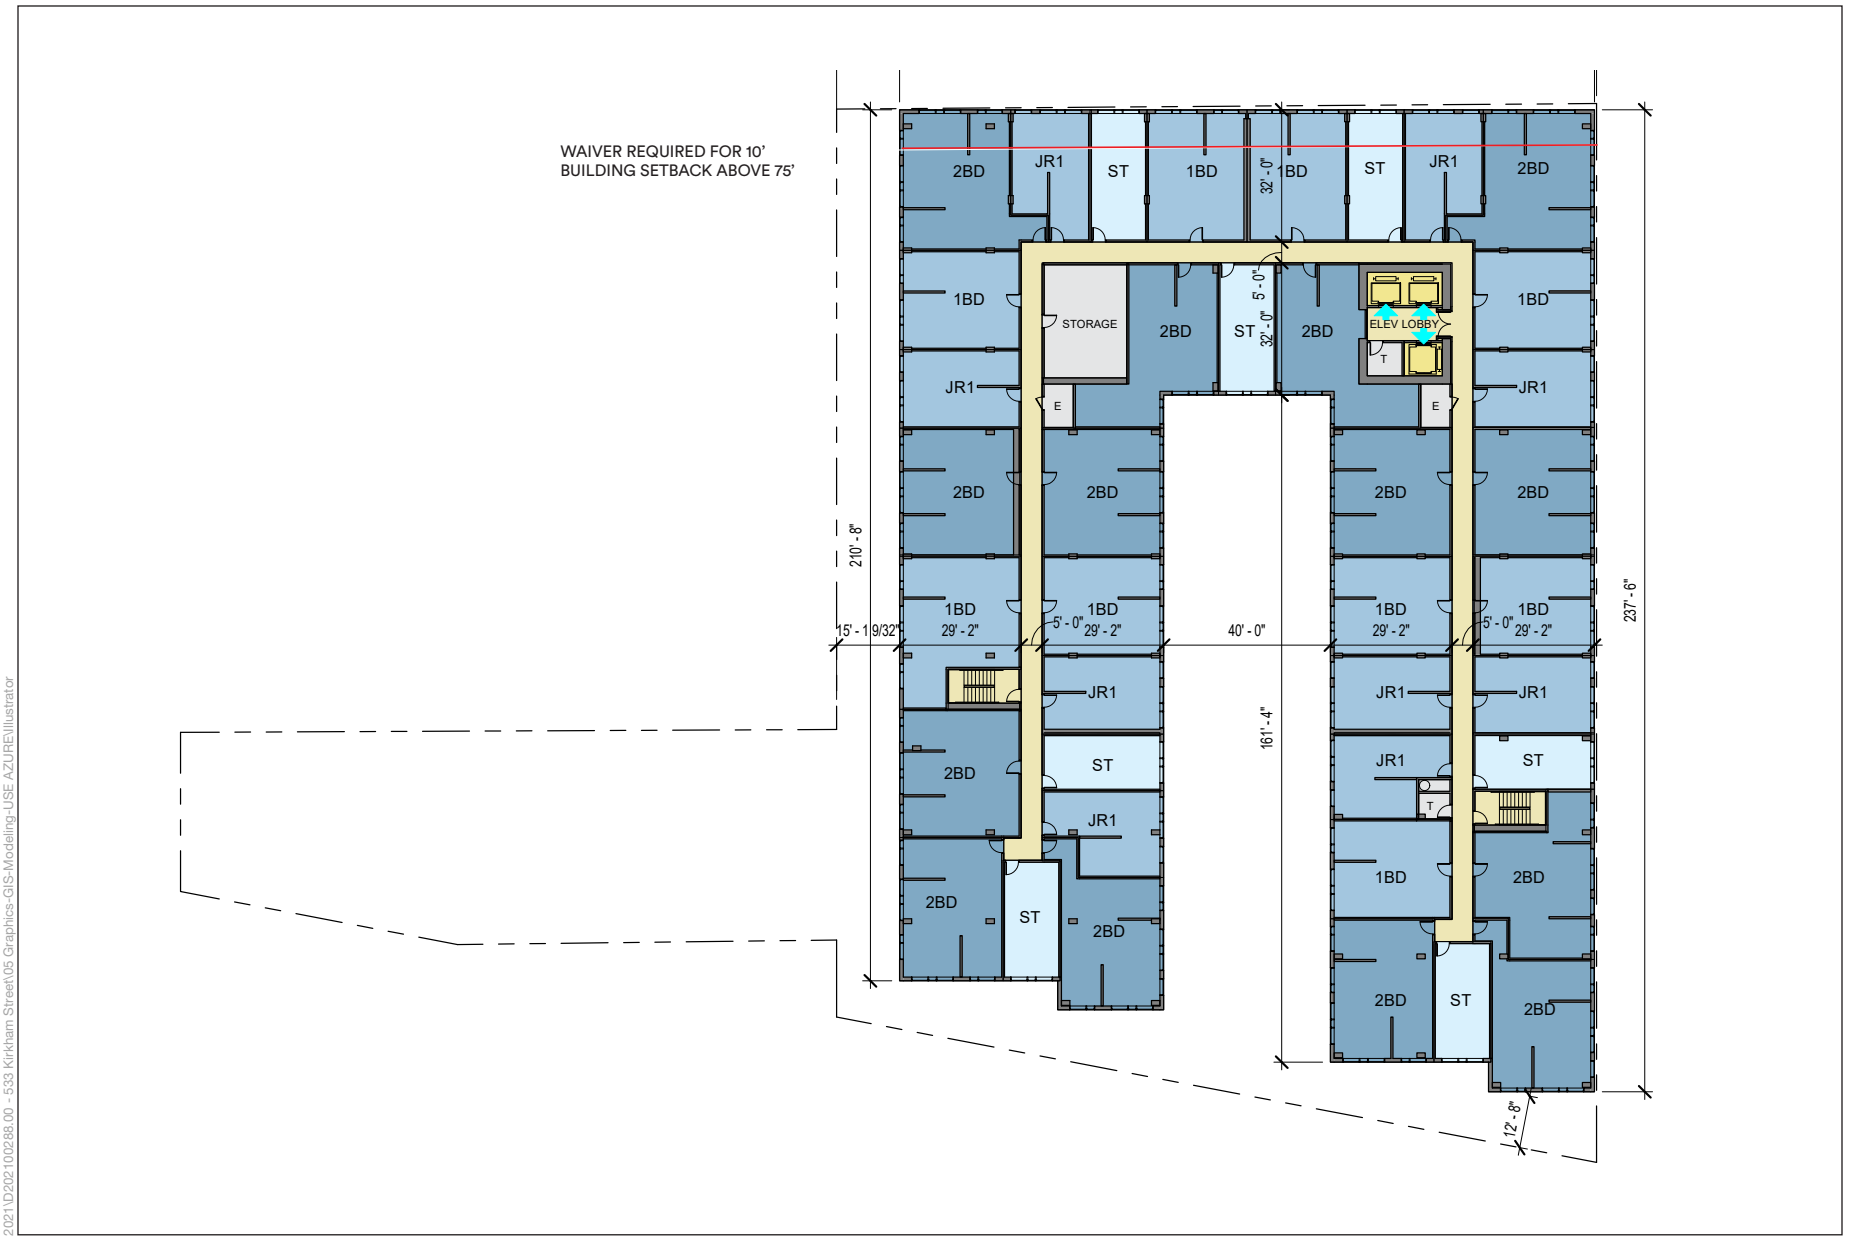 WAIVER REQUIRED FOR 10’
BUILDING SETBACK ABOVE 75’
2BD
JR1
ST
1BD
32' - 0"
1BD
ST
JR1
2BD
1BD
STORAGE
2BD
ST
5' - 0"
32' - 0"
2BD
ELEV LOBBY
T
1BD
JR1
E
E
JR1
2BD
2BD
2BD
2BD
210' - 8"
237' - 6"
1BD
1BD
1BD
1BD
15' - 1 9/32"
29' - 2"
5' - 0"
29' - 2"
40' - 0"
29' - 2"
5' - 0"
29' - 2"
JR1
JR1
JR1
161' - 4"
2BD
ST
JR1
ST
JR1
T
2BD
ST
2BD
1BD
2BD
2BD
ST
2BD
12' - 8"
2021\D202100288.00 - 533 Kirkham Street\05 Graphics-GIS-Modeling-USE AZURE\Illustrator